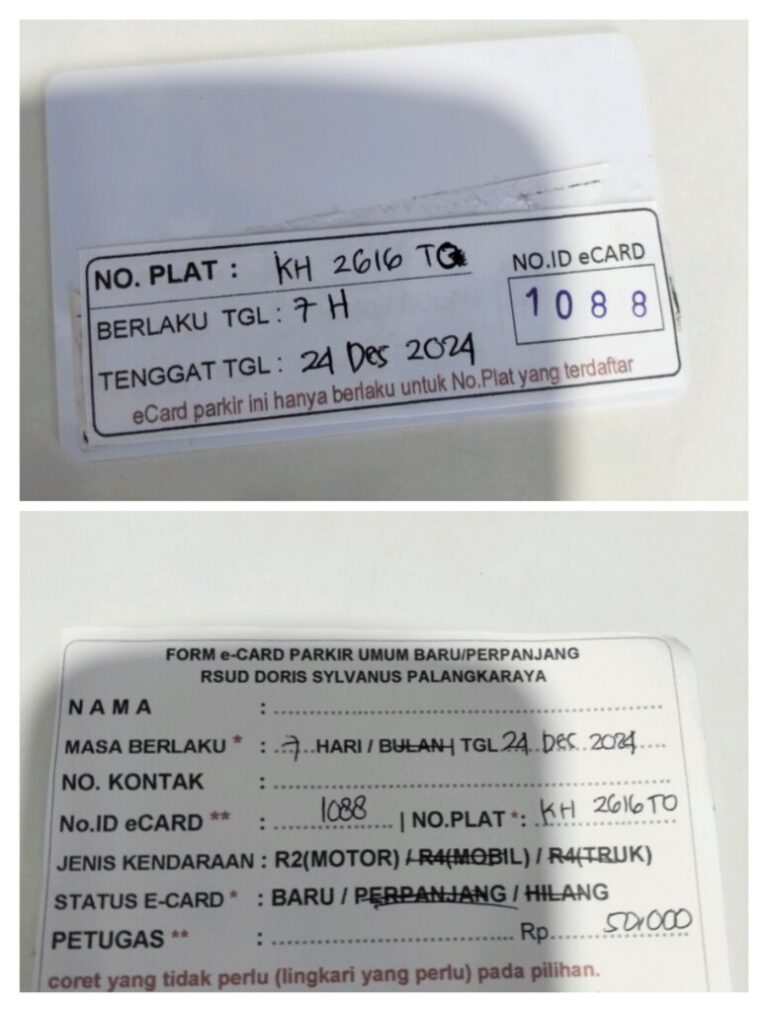 NO. PLAT : KH 2616 TO
NO.ID eCARD
1088
BERLAKU TGL : 7 H
TENGGAT TGL : 24 Des 2024
eCard parkir ini hanya berlaku untuk No.Plat yang terdaftar
FORM e-CARD PARKIR UMUM BARU/PERPANJANG
RSUD DORIS SYLVANUS PALANGKARAYA
NAMA : ..........
MASA BERLAKU * : ..7.. HARI / BULAN | TGL 24 Des 2024....
NO. KONTAK : ..........
No.ID eCARD ** : 1088 | NO.PLAT *: KH 2616 TO
JENIS KENDARAAN : R2(MOTOR) / R4(MOBIL) / R4(TRUK)
STATUS E-CARD * : BARU / PERPANJANG / HILANG
PETUGAS ** : .......... Rp..... 50.000
coret yang tidak perlu (lingkari yang perlu) pada pilihan.